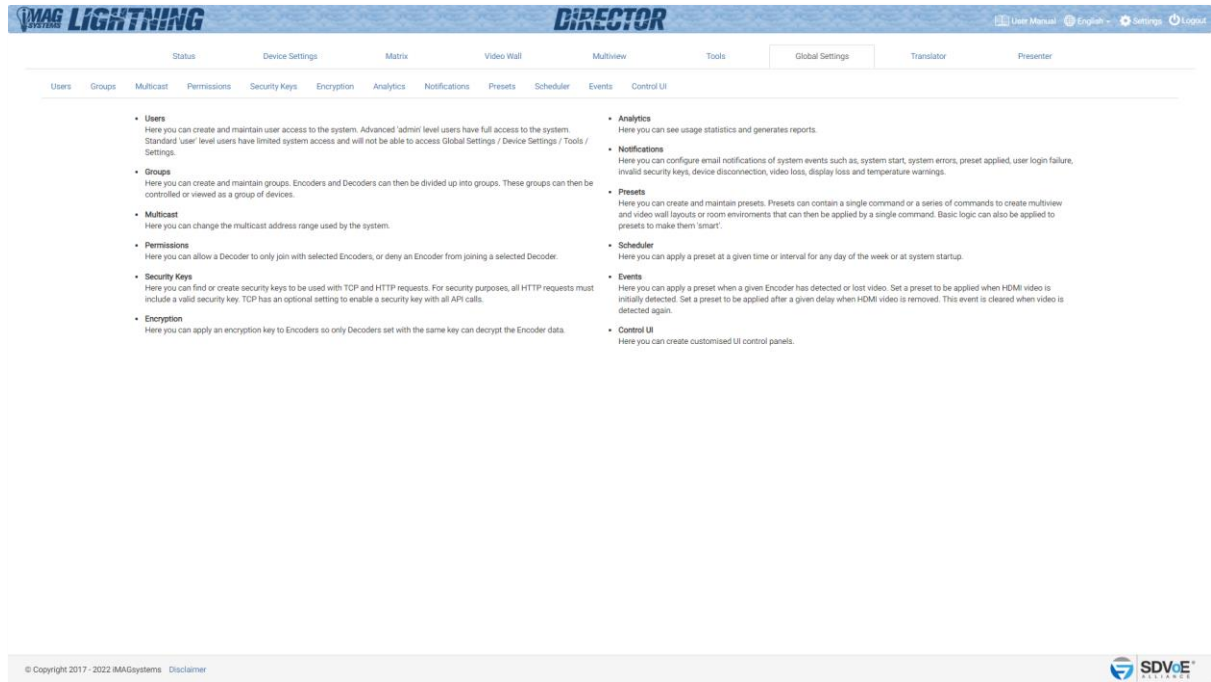 iMAG SYSTEMS LIGHTNING
DiRECTOR
User Manual English Settings Logout
Status Device Settings Matrix Video Wall Multiview Tools Global Settings Translator Presenter
Users Groups Multicast Permissions Security Keys Encryption Analytics Notifications Presets Scheduler Events Control UI
• Users
Here you can create and maintain user access to the system. Advanced 'admin' level users have full access to the system.
Standard 'user' level users have limited system access and will not be able to access Global Settings / Device Settings / Tools /
Settings.
• Groups
Here you can create and maintain groups. Encoders and Decoders can then be divided up into groups. These groups can then be
controlled or viewed as a group of devices.
• Multicast
Here you can change the multicast address range used by the system.
• Permissions
Here you can allow a Decoder to only join with selected Encoders, or deny an Encoder from joining a selected Decoder.
• Security Keys
Here you can find or create security keys to be used with TCP and HTTP requests. For security purposes, all HTTP requests must
include a valid security key. TCP has an optional setting to enable a security key with all API calls.
• Encryption
Here you can apply an encryption key to Encoders so only Decoders set with the same key can decrypt the Encoder data.
• Analytics
Here you can see usage statistics and generates reports.
• Notifications
Here you can configure email notifications of system events such as, system start, system errors, preset applied, user login failure,
invalid security keys, device disconnection, video loss, display loss and temperature warnings.
• Presets
Here you can create and maintain presets. Presets can contain a single command or a series of commands to create multiview
and video wall layouts or room enviroments that can then be applied by a single command. Basic logic can also be applied to
presets to make them 'smart'.
• Scheduler
Here you can apply a preset at a given time or interval for any day of the week or at system startup.
• Events
Here you can apply a preset when a given Encoder has detected or lost video. Set a preset to be applied when HDMI video is
initially detected. Set a preset to be applied after a given delay when HDMI video is removed. This event is cleared when video is
detected again.
• Control UI
Here you can create customised UI control panels.
© Copyright 2017 - 2022 iMAGsystems Disclaimer
SDVoE
ALLIANCE